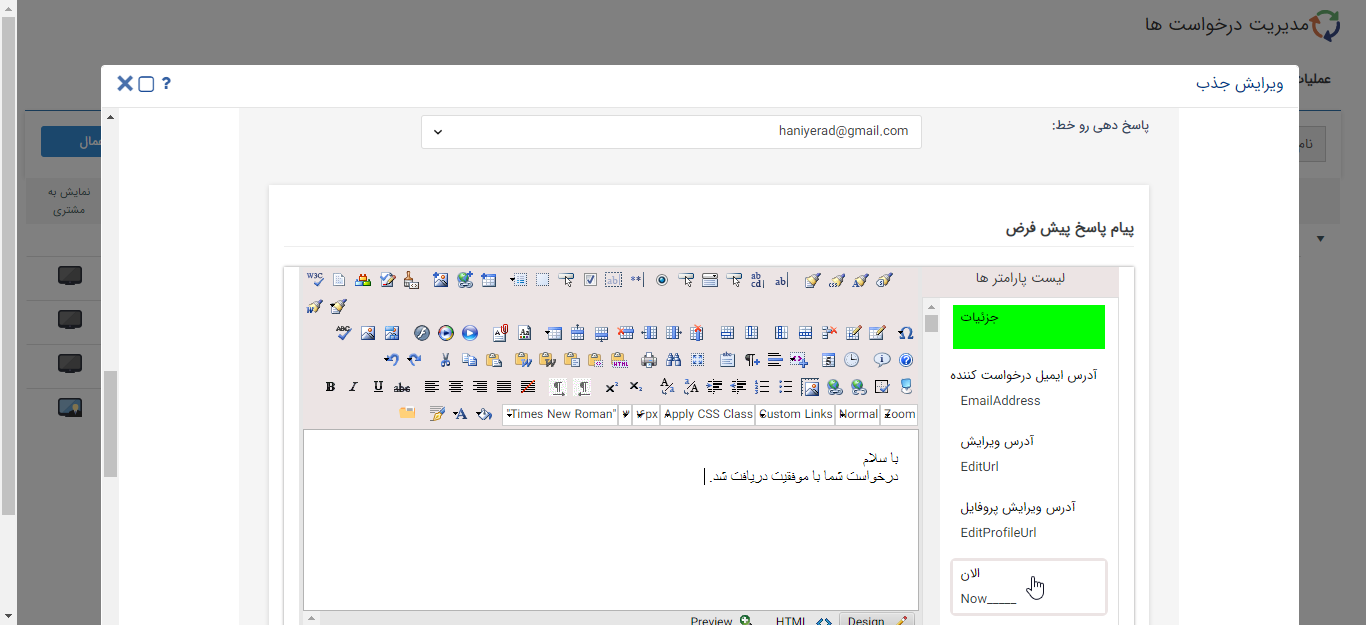 مدیریت درخواست ها
عملیات
ویرایش جذب
?
پاسخ دهی رو خط:
haniyerad@gmail.com
نمایش به
مشتری
پیام پاسخ پیش فرض
لیست پارامتر ها
"Times New Roman"
Apply CSS Class
Custom Links
Normal
Zoom
جزئیات
آدرس ایمیل درخواست کننده
EmailAddress
آدرس ویرایش
EditUrl
آدرس ویرایش پروفایل
EditProfileUrl
الان
Now_____
با سلام
درخواست شما با موفقیت دریافت شد.
Design
HTML
Preview